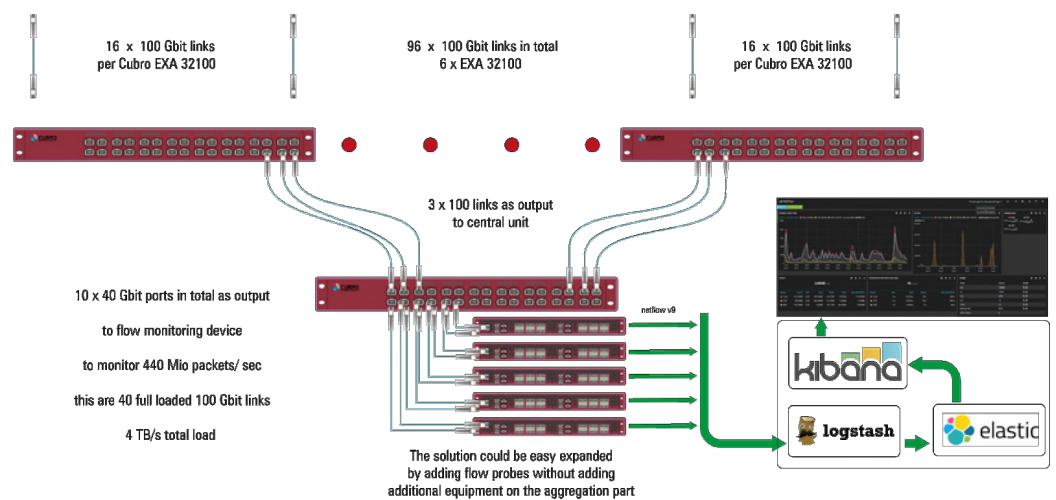 16 x 100 Gbit links
per Cubro EXA 32100
96 x 100 Gbit links in total
6 x EXA 32100
16 x 100 Gbit links
per Cubro EXA 32100
CUBRO
CUBRO
3 x 100 links as output
to central unit
CUBRO
10 x 40 Gbit ports in total as output
to flow monitoring device
to monitor 440 Mio packets/ sec
this are 40 full loaded 100 Gbit links
4 TB/s total load
netflow v9
kibana
logstash
elastic
The solution could be easy expanded
by adding flow probes without adding
additional equipment on the aggregation part